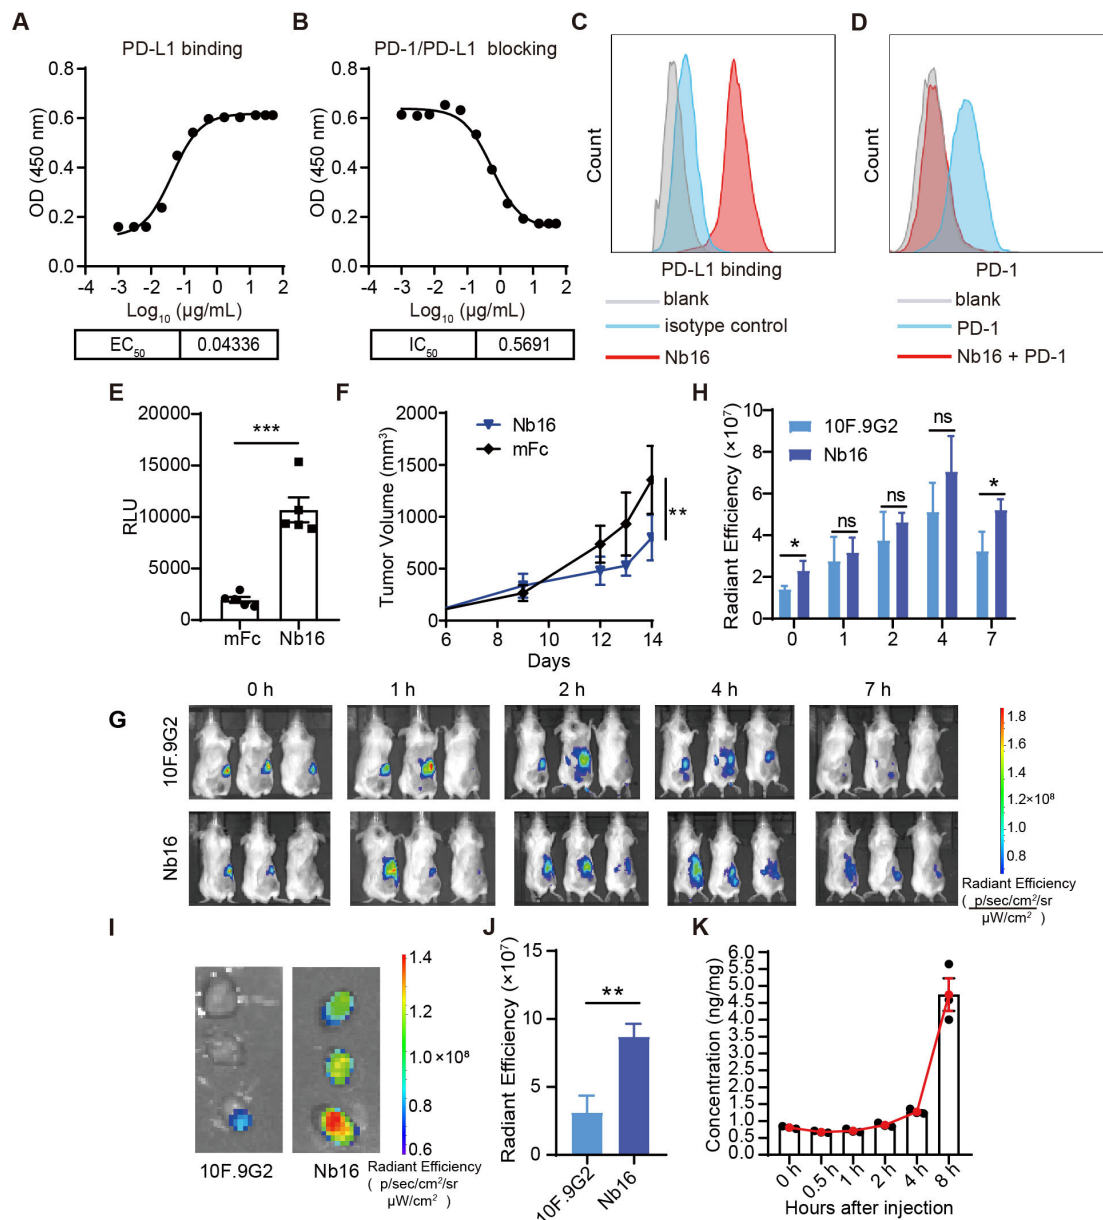 A
PD-L1 binding
0.8
0.6
0.4
0.2
0.0
OD (450 nm)
-4 -3 -2 -1 0 1 2
Log10 (µg/mL)
EC50 0.04336
B
PD-1/PD-L1 blocking
0.8
0.6
0.4
0.2
0.0
OD (450 nm)
-4 -3 -2 -1 0 1 2
Log10 (µg/mL)
IC50 0.5691
C
Count
PD-L1 binding
blank
isotype control
Nb16
D
Count
PD-1
blank
PD-1
Nb16 + PD-1
E
20000
15000
10000
5000
0
RLU
***
mFc Nb16
F
2000
1500
1000
500
0
Tumor Volume (mm3)
Nb16
mFc
**
6 8 10 12 14
Days
H
10
8
6
4
2
0
Radiant Efficiency (×10⁷)
10F.9G2
Nb16
* ns ns ns *
0 1 2 4 7
G
0 h 1 h 2 h 4 h 7 h
10F.9G2
Nb16
1.8
1.6
1.4
1.2×10⁸
1.0
0.8
Radiant Efficiency
( p/sec/cm²/sr
µW/cm² )
I
10F.9G2 Nb16
1.4
1.2
1.0 ×10⁸
0.8
0.6
Radiant Efficiency
( p/sec/cm²/sr
µW/cm² )
J
15
10
5
0
Radiant Efficiency (×10⁷)
**
10F.9G2 Nb16
K
6.0
5.5
5.0
4.5
4.0
3.5
3.0
2.5
2.0
1.5
1.0
0.5
0.0
Concentration (ng/mg)
0 h 0.5 h 1 h 2 h 4 h 8 h
Hours after injection